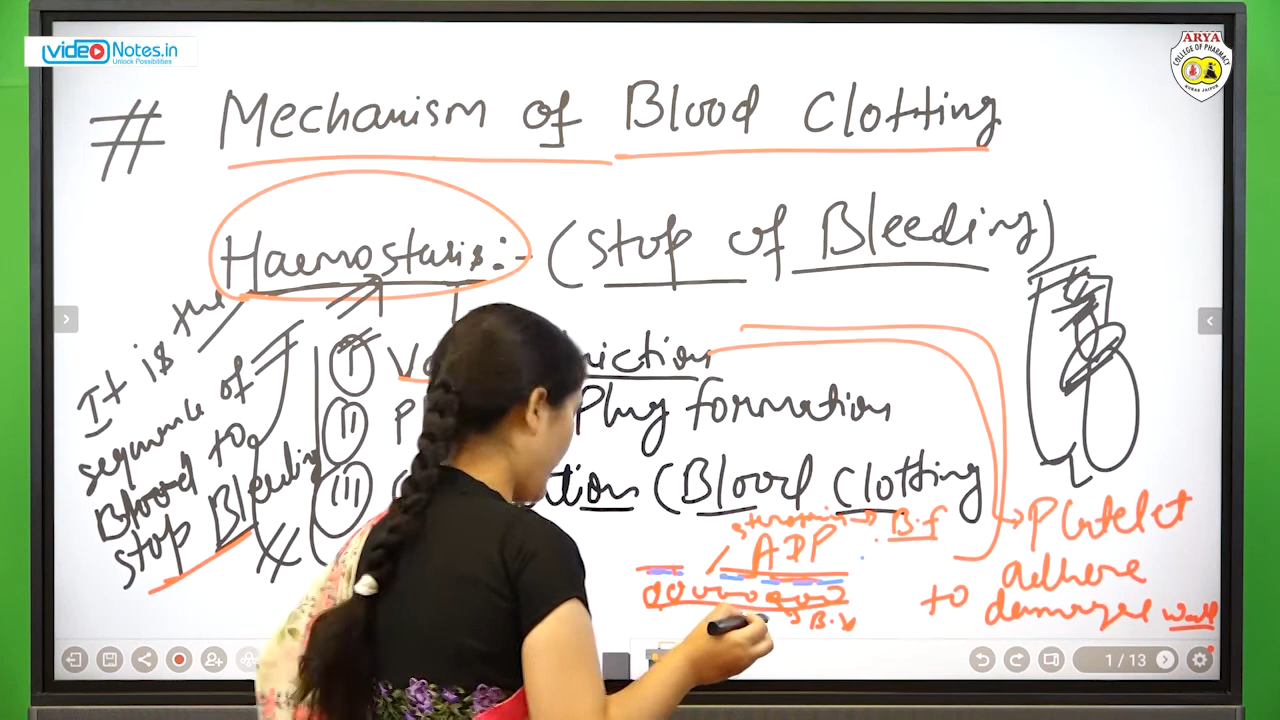 videoNotes.in
Unlock Possibilities
ARYA
COLLEGE OF PHARMACY
KUKAS JAIPUR
# Mechanism of Blood Clotting
Haemostasis:- (Stop of Bleeding)
It is the
sequence of
Blood to
stop Bleeding
I
II Plug formation
III (Blood Clotting
Platelet
adhere
to damaged wall
B.f
ADP
B.V
1 / 13